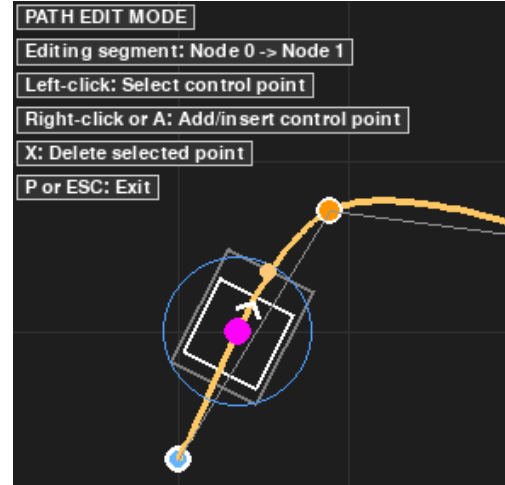 PATH EDIT MODE
Editing segment: Node 0 -> Node 1
Left-click: Select control point
Right-click or A: Add/insert control point
X: Delete selected point
P or ESC: Exit